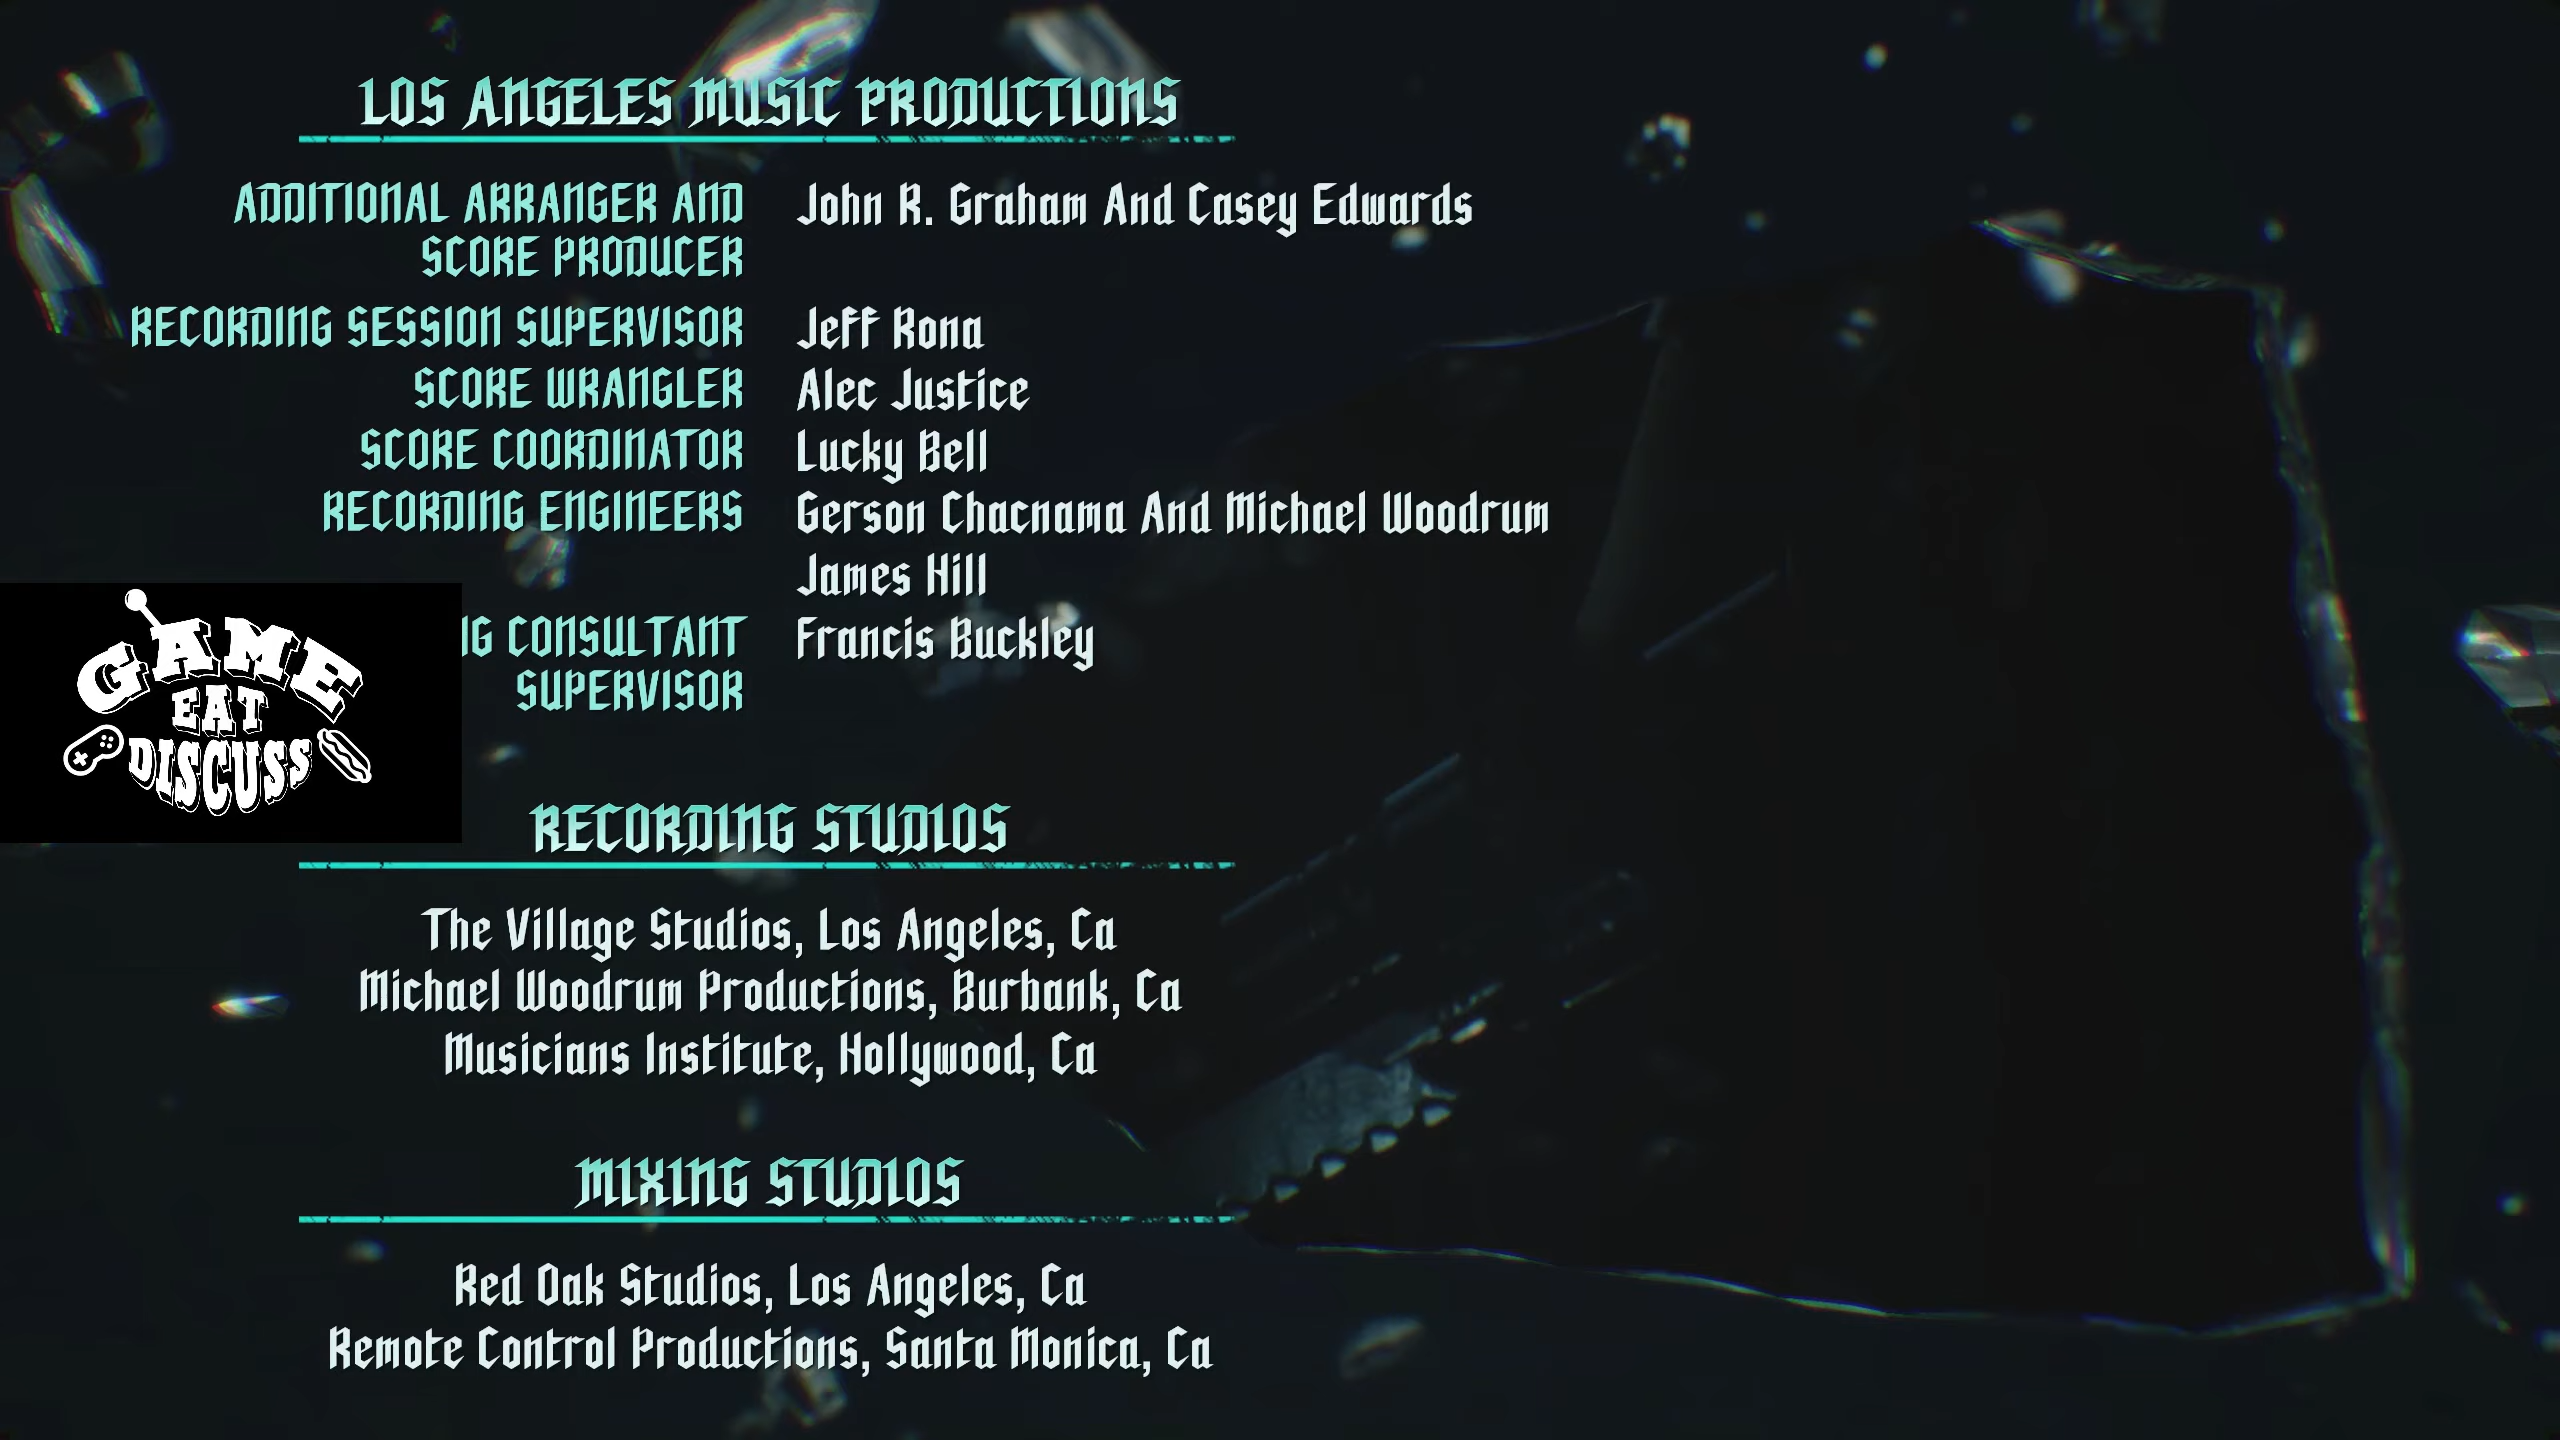 LOS ANGELES MUSIC PRODUCTIONS
ADDITIONAL ARRANGER AND John R. Graham And Casey Edwards
SCORE PRODUCER
RECORDING SESSION SUPERVISOR Jeff Rona
SCORE WRANGLER Alec Justice
SCORE COORDINATOR Lucky Bell
RECORDING ENGINEERS Gerson Chacnama And Michael Woodrum
James Hill
CONSULTANT Francis Buckley
SUPERVISOR
GAME
EAT
DISCUSS
RECORDING STUDIOS
The Village Studios, Los Angeles, Ca
Michael Woodrum Productions, Burbank, Ca
Musicians Institute, Hollywood, Ca
MIXING STUDIOS
Red Oak Studios, Los Angeles, Ca
Remote Control Productions, Santa Monica, Ca